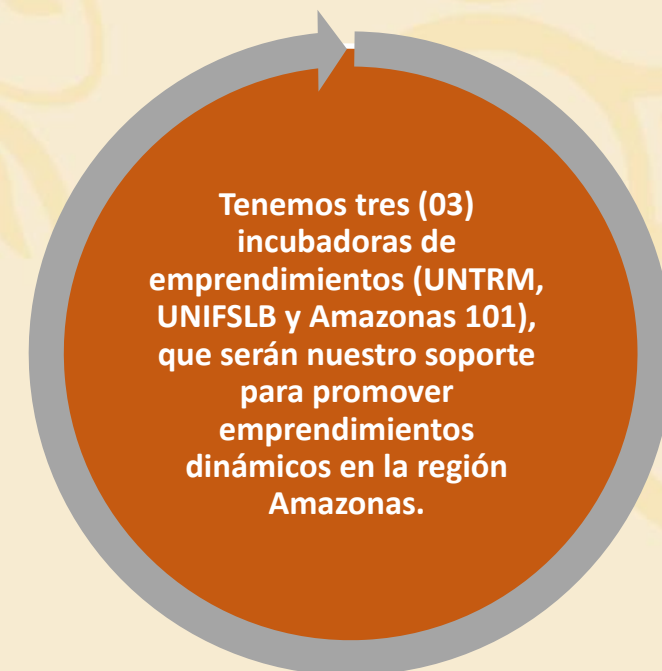 Tenemos tres (03)
incubadoras de
emprendimientos (UNTRM,
UNIFSLB y Amazonas 101),
que serán nuestro soporte
para promover
emprendimientos
dinámicos en la región
Amazonas.